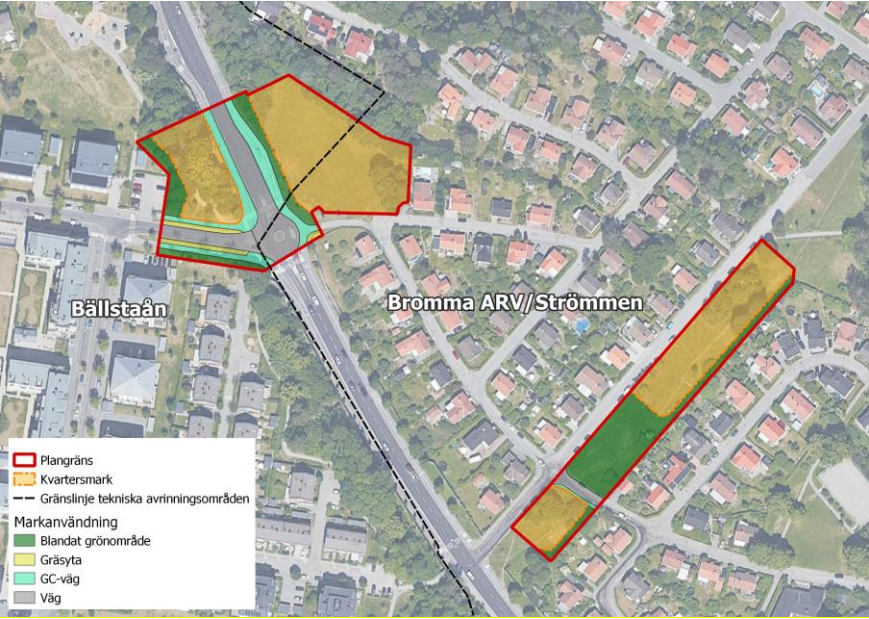 Bällstaån
Bromma ARV/Strömmen
Plangräns
Kvartersmark
Gränslinje tekniska avrinningsområden
Markanvändning
Blandat grönområde
Gräsyta
GC-väg
Väg